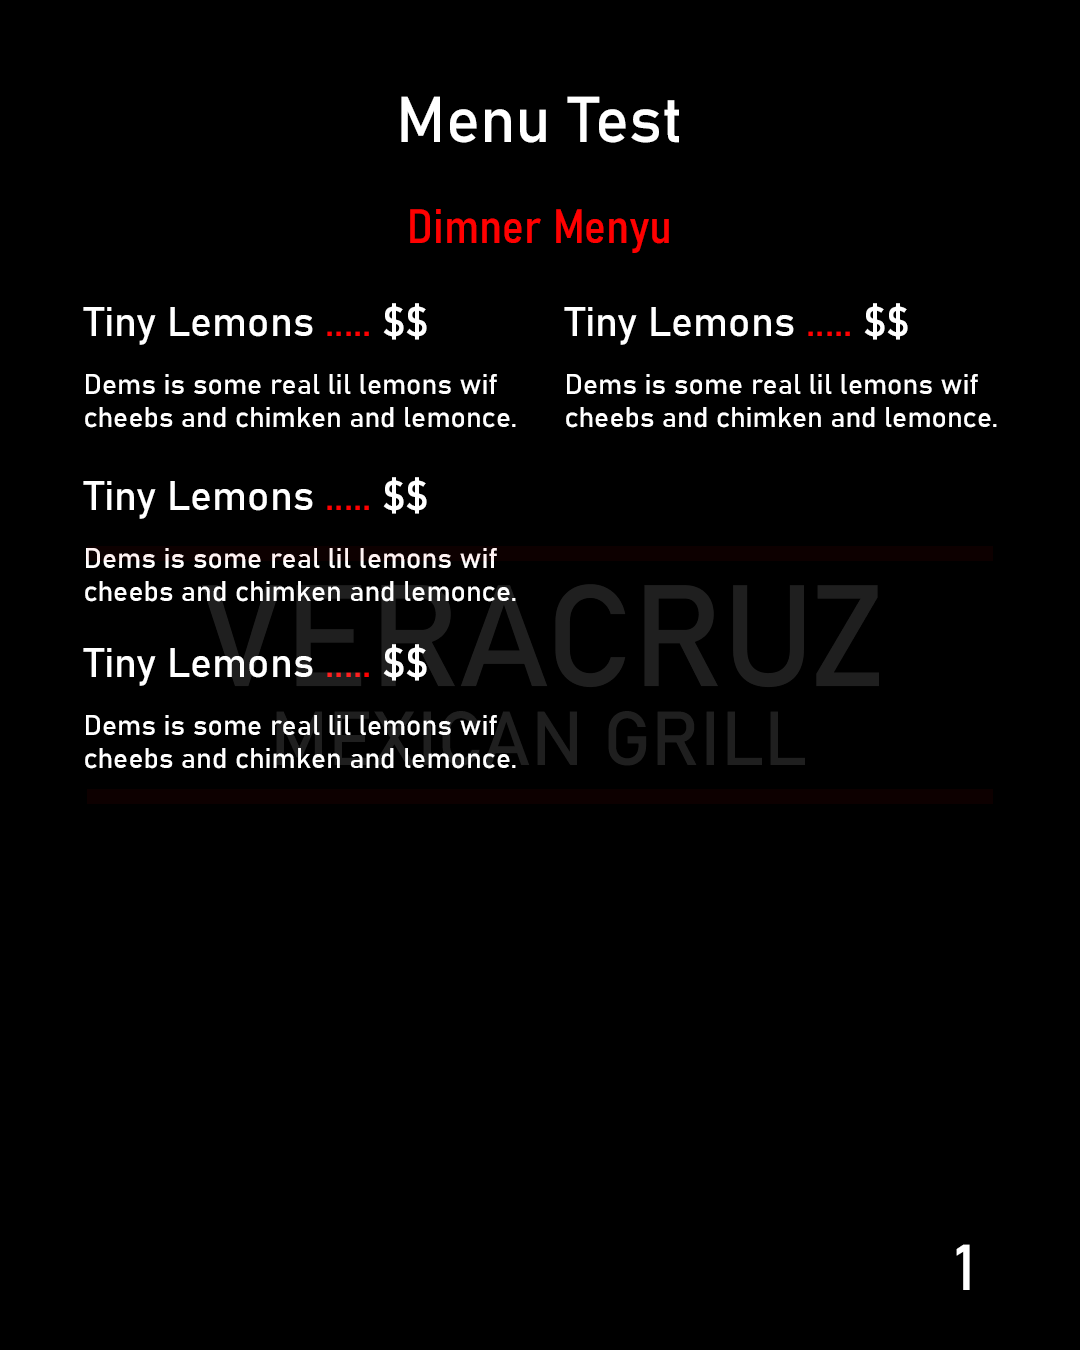 Menu Test
Dimner Menyu
Tiny Lemons ..... $$
Dems is some real lil lemons wif
cheebs and chimken and lemonce.
Tiny Lemons ..... $$
Dems is some real lil lemons wif
cheebs and chimken and lemonce.
Tiny Lemons ..... $$
Dems is some real lil lemons wif
cheebs and chimken and lemonce.
Tiny Lemons ..... $$
Dems is some real lil lemons wif
cheebs and chimken and lemonce.
VERACRUZ
MEXICAN GRILL
1